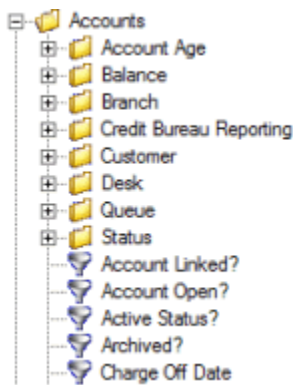 Accounts
Account Age
Balance
Branch
Credit Bureau Reporting
Customer
Desk
Queue
Status
Account Linked?
Account Open?
Active Status?
Archived?
Charge Off Date